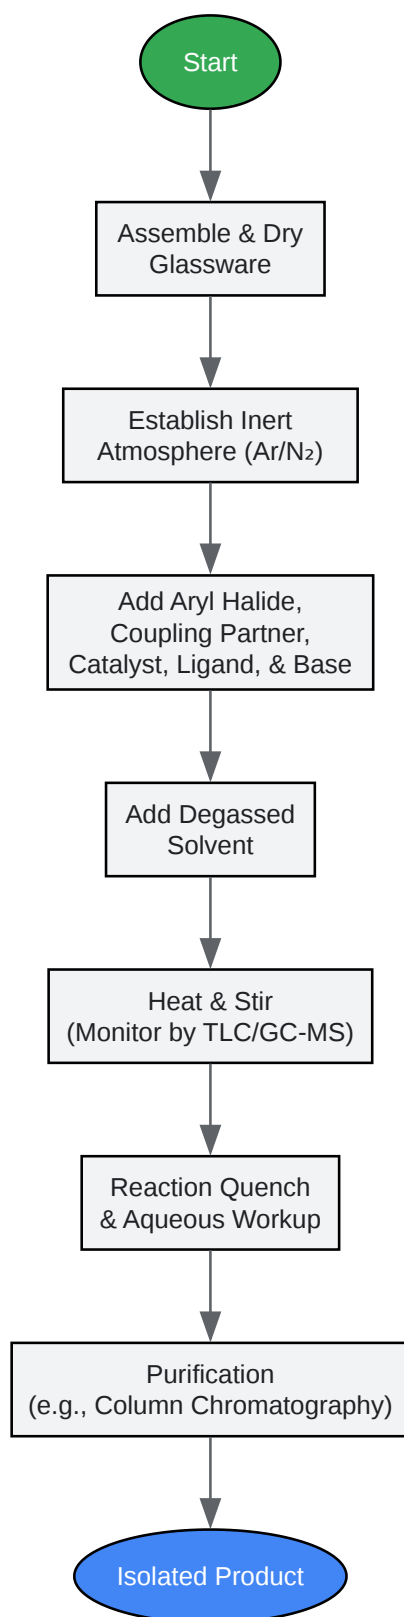 Start
Assemble & Dry
Glassware
Establish Inert
Atmosphere (Ar/N₂)
Add Aryl Halide,
Coupling Partner,
Catalyst, Ligand, & Base
Add Degassed
Solvent
Heat & Stir
(Monitor by TLC/GC-MS)
Reaction Quench
& Aqueous Workup
Purification
(e.g., Column Chromatography)
Isolated Product